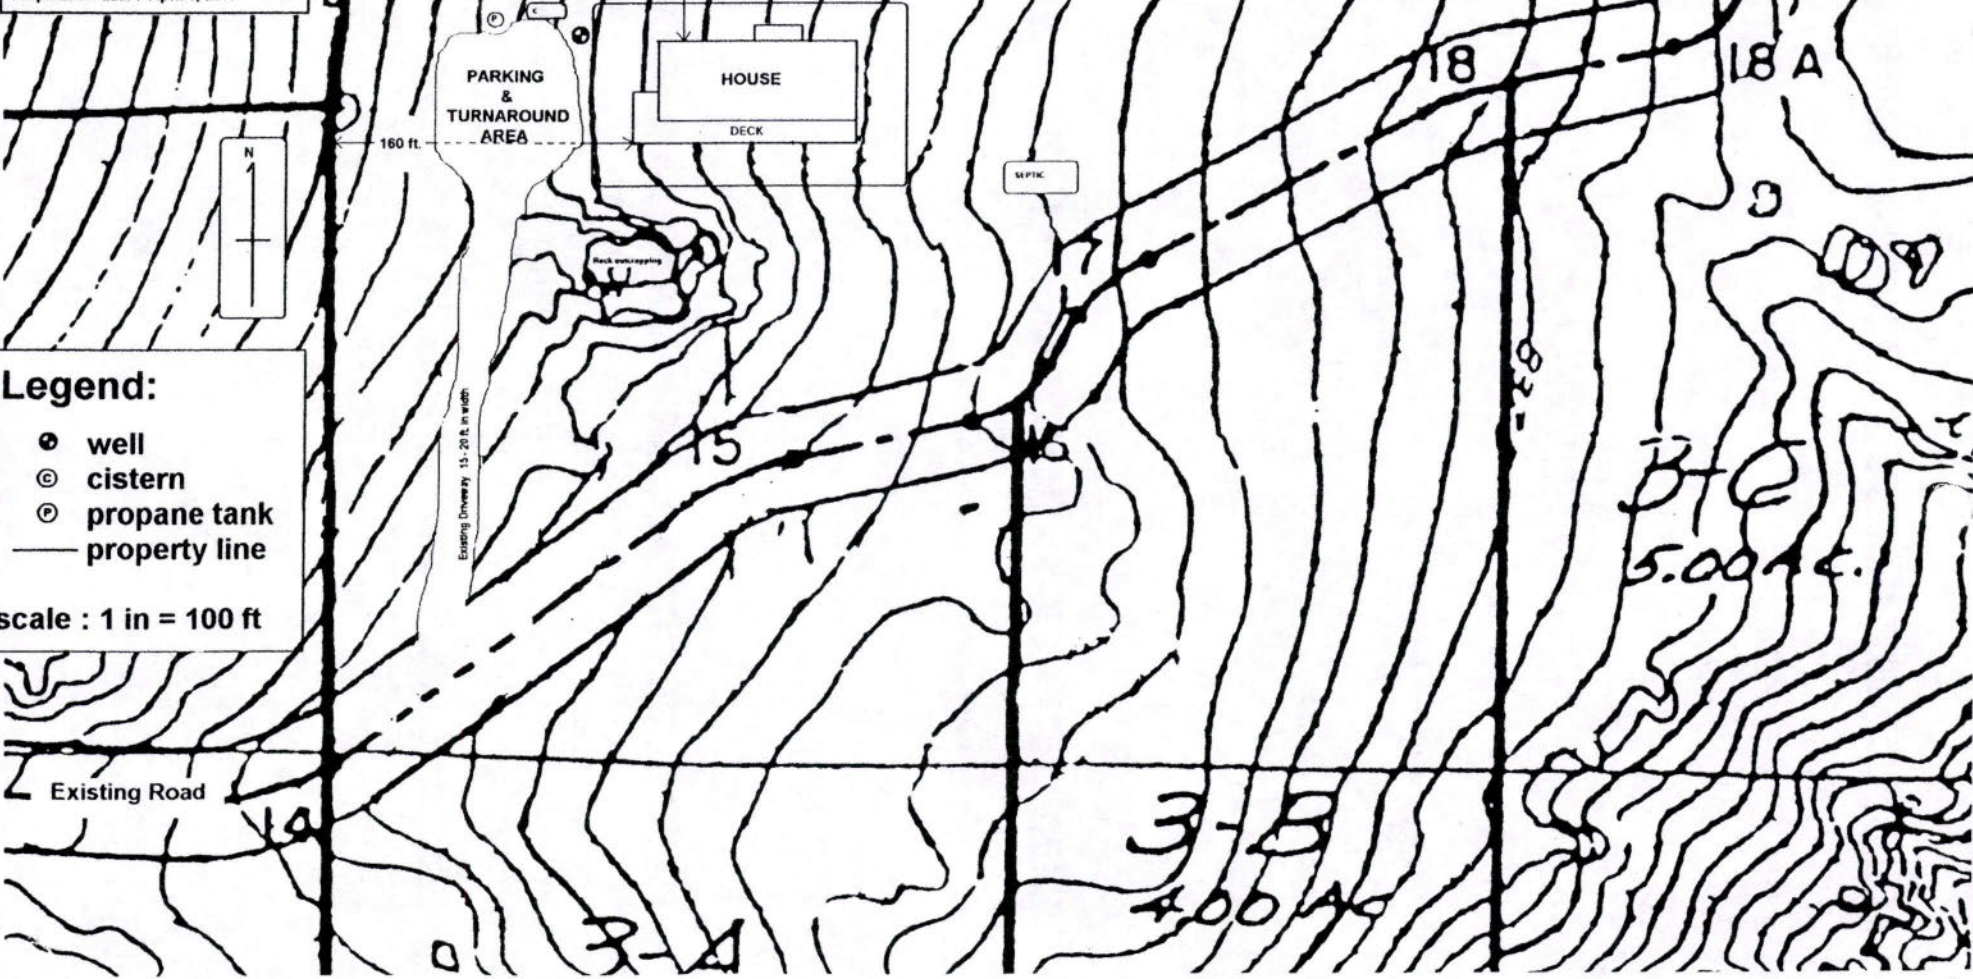 P
c
PARKING
&
TURNAROUND
AREA
HOUSE
DECK
160 ft.
N
SEPTIC
Rock outcropping
18
18 A
17
15
16
Existing Driveway 15 - 20 ft. in width
Legend:
well
C cistern
P propane tank
property line
scale : 1 in = 100 ft
Existing Road
14
5.00 AC.
3-B
4.00 AC
3-A